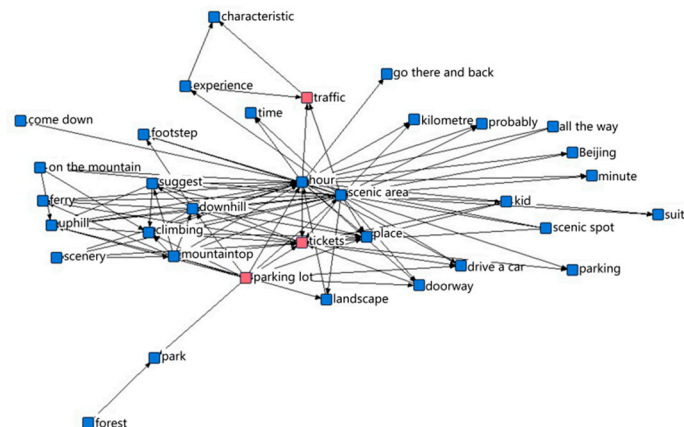 characteristic
go there and back
experience
traffic
time
come down
kilometre
probably
all the way
footstep
Beijing
on the mountain
minute
suggest
hour
scenic area
ferry
downhill
kid
suit
uphill
climbing
place
scenic spot
tickets
scenery
mountaintop
drive a car
parking
parking lot
doorway
landscape
park
forest